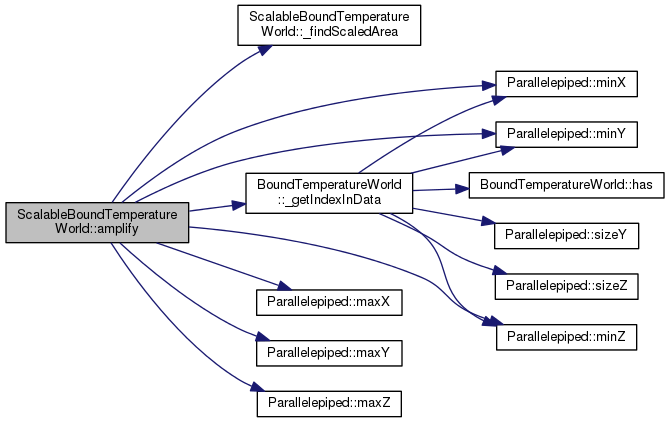 ScalableBoundTemperature
World::_findScaledArea
Parallelepiped::minX
Parallelepiped::minY
BoundTemperatureWorld
::_getIndexInData
BoundTemperatureWorld::has
ScalableBoundTemperature
World::amplify
Parallelepiped::sizeY
Parallelepiped::sizeZ
Parallelepiped::maxX
Parallelepiped::minZ
Parallelepiped::maxY
Parallelepiped::maxZ